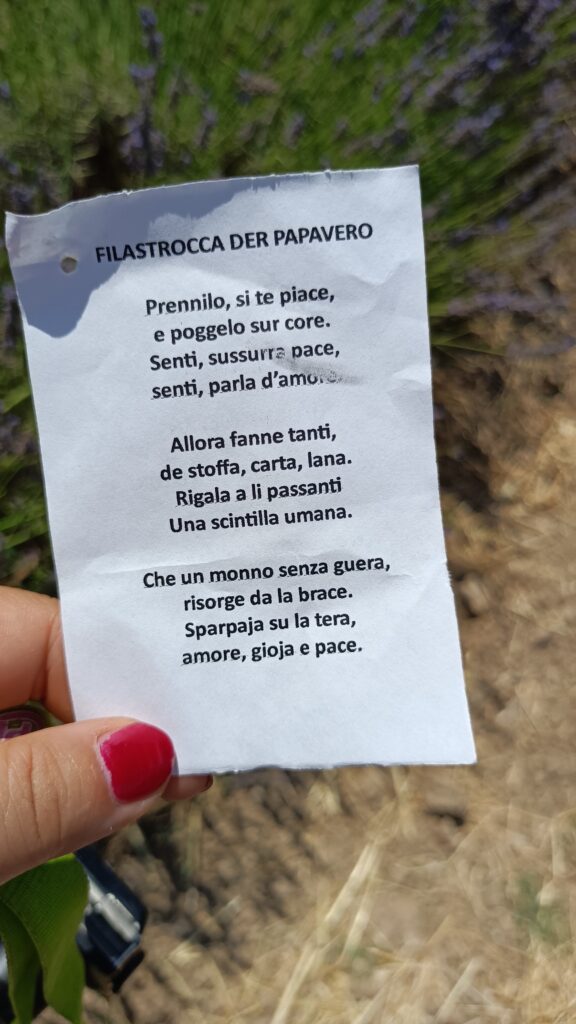 FILASTROCCA DER PAPAVERO
Prennilo, si te piace,
e poggelo sur core.
Senti, sussurra pace,
senti, parla d'amore.
Allora fanne tanti,
de stoffa, carta, lana.
Rigala a li passanti
Una scintilla umana.
Che un monno senza guera,
risorge da la brace.
Sparpaja su la tera,
amore, gioja e pace.